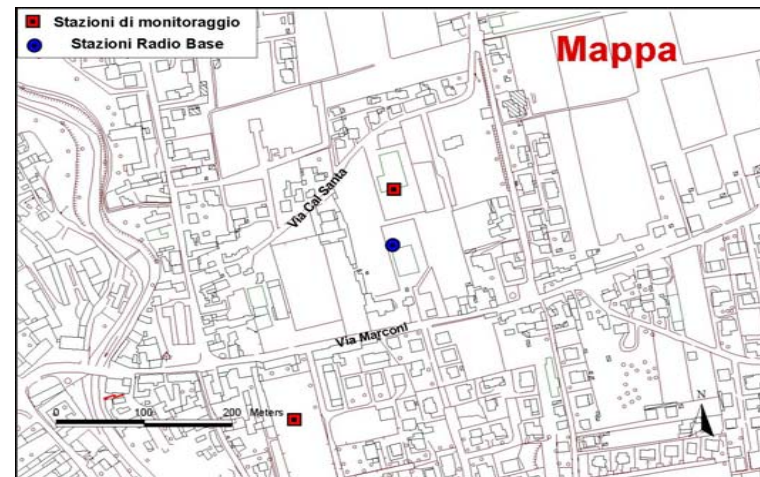 Stazioni di monitoraggio
Stazioni Radio Base
Mappa
Via Cal Santa
Via Marconi
0 100 200 Meters
N